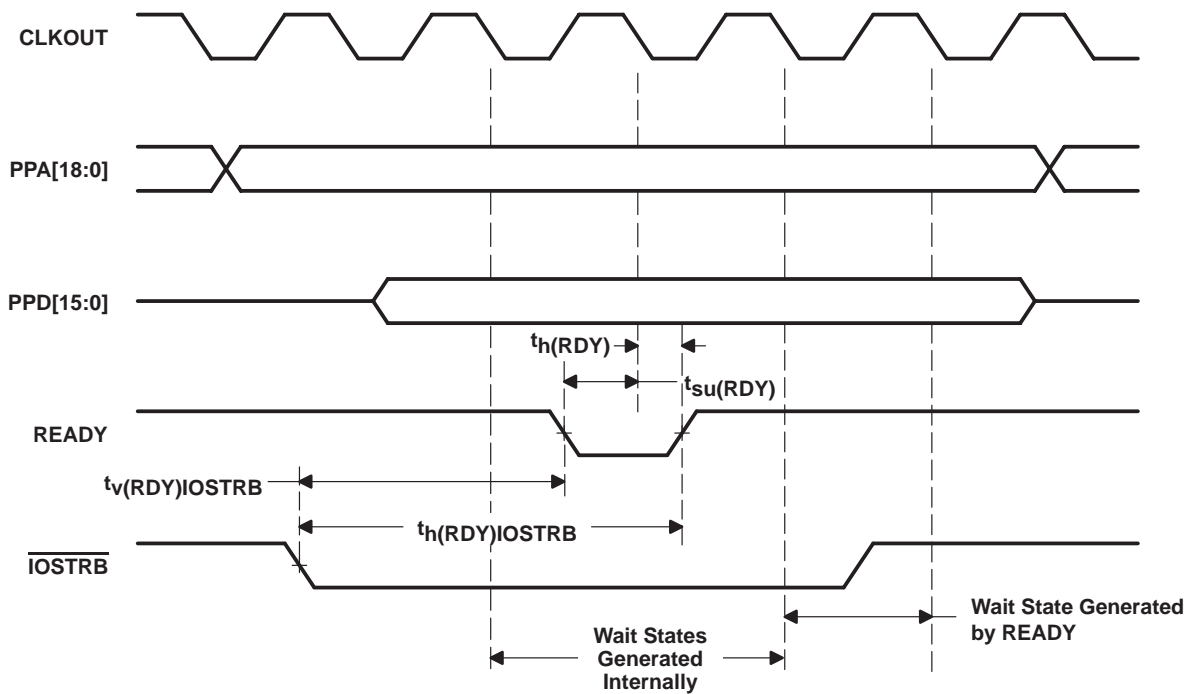 CLKOUT
PPA[18:0]
PPD[15:0]
th(RDY)
tsu(RDY)
READY
tv(RDY)IOSTRB
th(RDY)IOSTRB
IOSTRB
Wait State Generated
by READY
Wait States
Generated
Internally